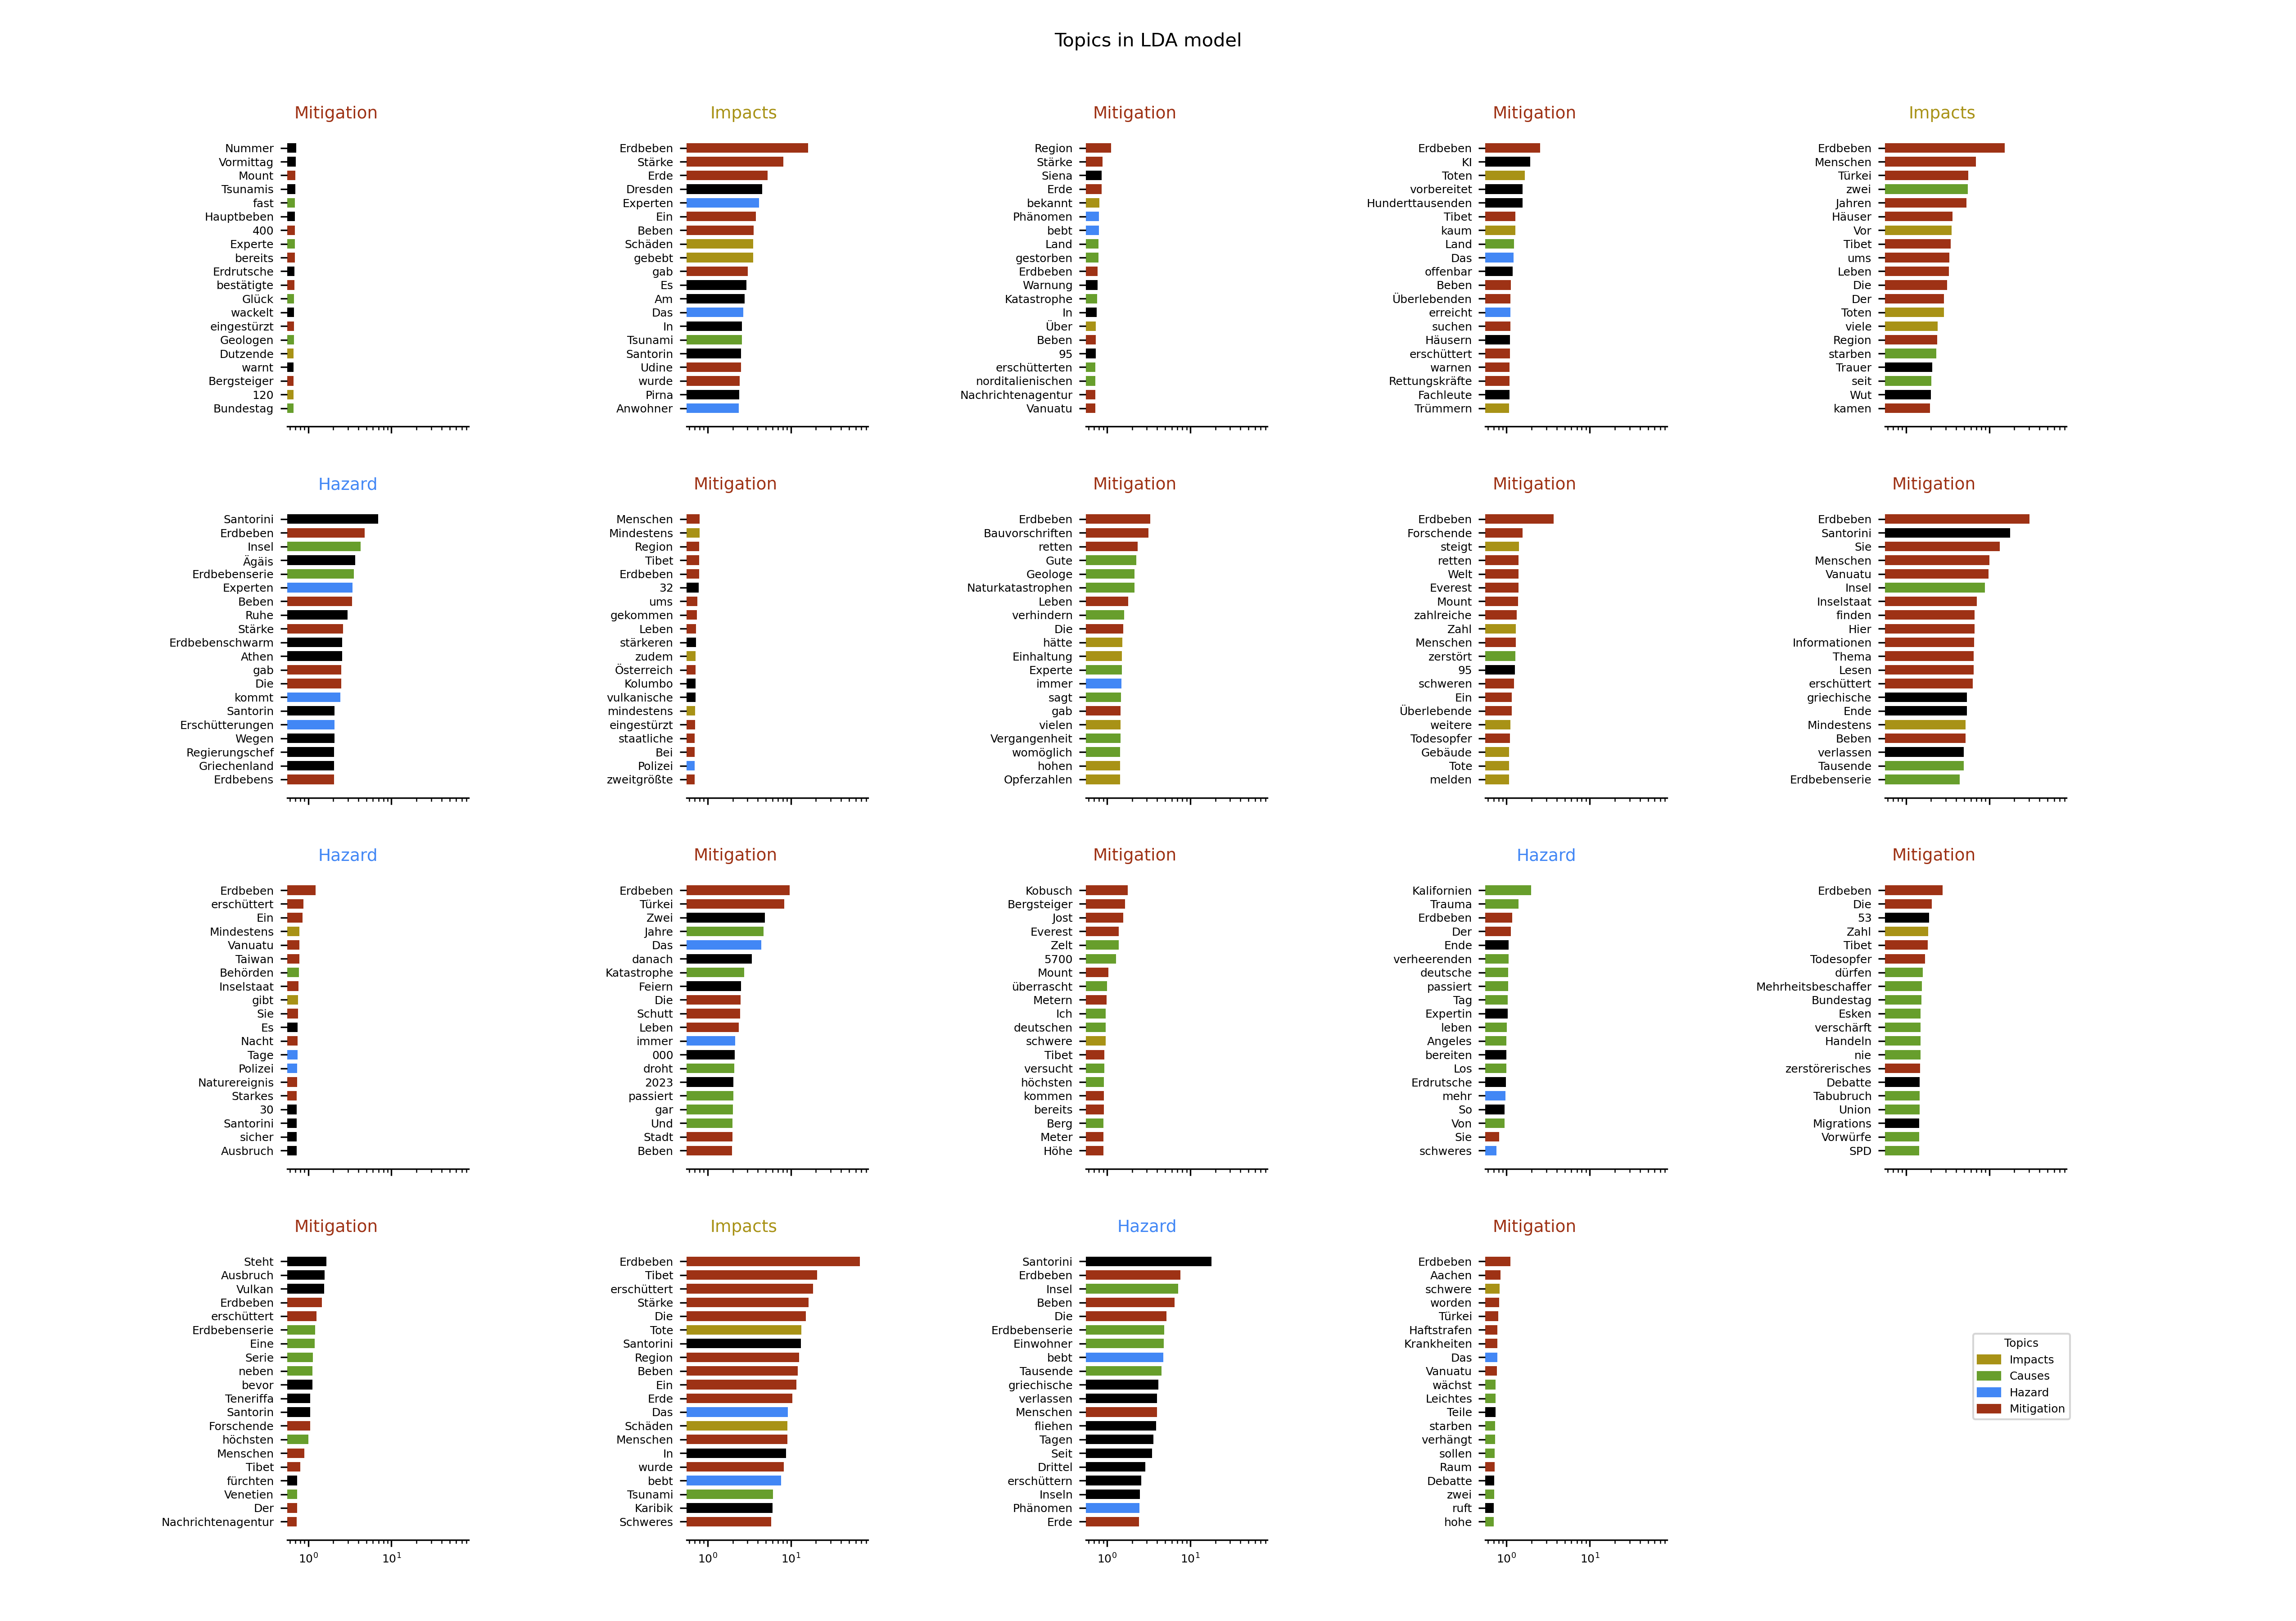 Topics in LDA model
Mitigation
Nummer
Vormittag
Mount
Tsunamis
fast
Hauptbeben
400
Experte
bereits
Erdrutsche
bestätigte
Glück
wackelt
eingestürzt
Geologen
Dutzende
warnt
Bergsteiger
120
Bundestag
Impacts
Erdbeben
Stärke
Erde
Dresden
Experten
Ein
Beben
Schäden
gebebt
gab
Es
Am
Das
In
Tsunami
Santorin
Udine
wurde
Pirna
Anwohner
Mitigation
Region
Stärke
Siena
Erde
bekannt
Phänomen
bebt
Land
gestorben
Erdbeben
Warnung
Katastrophe
In
Über
Beben
95
erschütterten
norditalienischen
Nachrichtenagentur
Vanuatu
Mitigation
Erdbeben
KI
Toten
vorbereitet
Hunderttausenden
Tibet
kaum
Land
Das
offenbar
Beben
Überlebenden
erreicht
suchen
Häusern
erschüttert
warnen
Rettungskräfte
Fachleute
Trümmern
Impacts
Erdbeben
Menschen
Türkei
zwei
Jahren
Häuser
Vor
Tibet
ums
Leben
Die
Der
Toten
viele
Region
starben
Trauer
seit
Wut
kamen
Hazard
Santorini
Erdbeben
Insel
Ägäis
Erdbebenserie
Experten
Beben
Ruhe
Stärke
Erdbebenschwarm
Athen
gab
Die
kommt
Santorin
Erschütterungen
Wegen
Regierungschef
Griechenland
Erdbebens
Mitigation
Menschen
Mindestens
Region
Tibet
Erdbeben
32
ums
gekommen
Leben
stärkeren
zudem
Österreich
Kolumbo
vulkanische
mindestens
eingestürzt
staatliche
Bei
Polizei
zweitgrößte
Mitigation
Erdbeben
Bauvorschriften
retten
Gute
Geologe
Naturkatastrophen
Leben
verhindern
Die
hätte
Einhaltung
Experte
immer
sagt
gab
vielen
Vergangenheit
womöglich
hohen
Opferzahlen
Mitigation
Erdbeben
Forschende
steigt
retten
Welt
Everest
Mount
zahlreiche
Zahl
Menschen
zerstört
95
schweren
Ein
Überlebende
weitere
Todesopfer
Gebäude
Tote
melden
Mitigation
Erdbeben
Santorini
Sie
Menschen
Vanuatu
Insel
Inselstaat
finden
Hier
Informationen
Thema
Lesen
erschüttert
griechische
Ende
Mindestens
Beben
verlassen
Tausende
Erdbebenserie
Hazard
Erdbeben
erschüttert
Ein
Mindestens
Vanuatu
Taiwan
Behörden
Inselstaat
gibt
Sie
Es
Nacht
Tage
Polizei
Naturereignis
Starkes
30
Santorini
sicher
Ausbruch
Mitigation
Erdbeben
Türkei
Zwei
Jahre
Das
danach
Katastrophe
Feiern
Die
Schutt
Leben
immer
000
droht
2023
passiert
gar
Und
Stadt
Beben
Mitigation
Kobusch
Bergsteiger
Jost
Everest
Zelt
5700
Mount
überrascht
Metern
Ich
deutschen
schwere
Tibet
versucht
höchsten
kommen
bereits
Berg
Meter
Höhe
Hazard
Kalifornien
Trauma
Erdbeben
Der
Ende
verheerenden
deutsche
passiert
Tag
Expertin
leben
Angeles
bereiten
Los
Erdrutsche
mehr
So
Von
Sie
schweres
Mitigation
Erdbeben
Die
53
Zahl
Tibet
Todesopfer
dürfen
Mehrheitsbeschaffer
Bundestag
Esken
verschärft
Handeln
nie
zerstörerisches
Debatte
Tabubruch
Union
Migrations
Vorwürfe
SPD
Mitigation
Steht
Ausbruch
Vulkan
Erdbeben
erschüttert
Erdbebenserie
Eine
Serie
neben
bevor
Teneriffa
Santorin
Forschende
höchsten
Menschen
Tibet
fürchten
Venetien
Der
Nachrichtenagentur
10^0 10^1
Impacts
Erdbeben
Tibet
erschüttert
Stärke
Die
Tote
Santorini
Region
Beben
Ein
Erde
Das
Schäden
Menschen
In
wurde
bebt
Tsunami
Karibik
Schweres
10^0 10^1
Hazard
Santorini
Erdbeben
Insel
Beben
Die
Erdbebenserie
Einwohner
bebt
Tausende
griechische
verlassen
Menschen
fliehen
Tagen
Seit
Drittel
erschüttern
Inseln
Phänomen
Erde
10^0 10^1
Mitigation
Erdbeben
Aachen
schwere
worden
Türkei
Haftstrafen
Krankheiten
Das
Vanuatu
wächst
Leichtes
Teile
starben
verhängt
sollen
Raum
Debatte
zwei
ruft
hohe
10^0 10^1
Topics
Impacts
Causes
Hazard
Mitigation